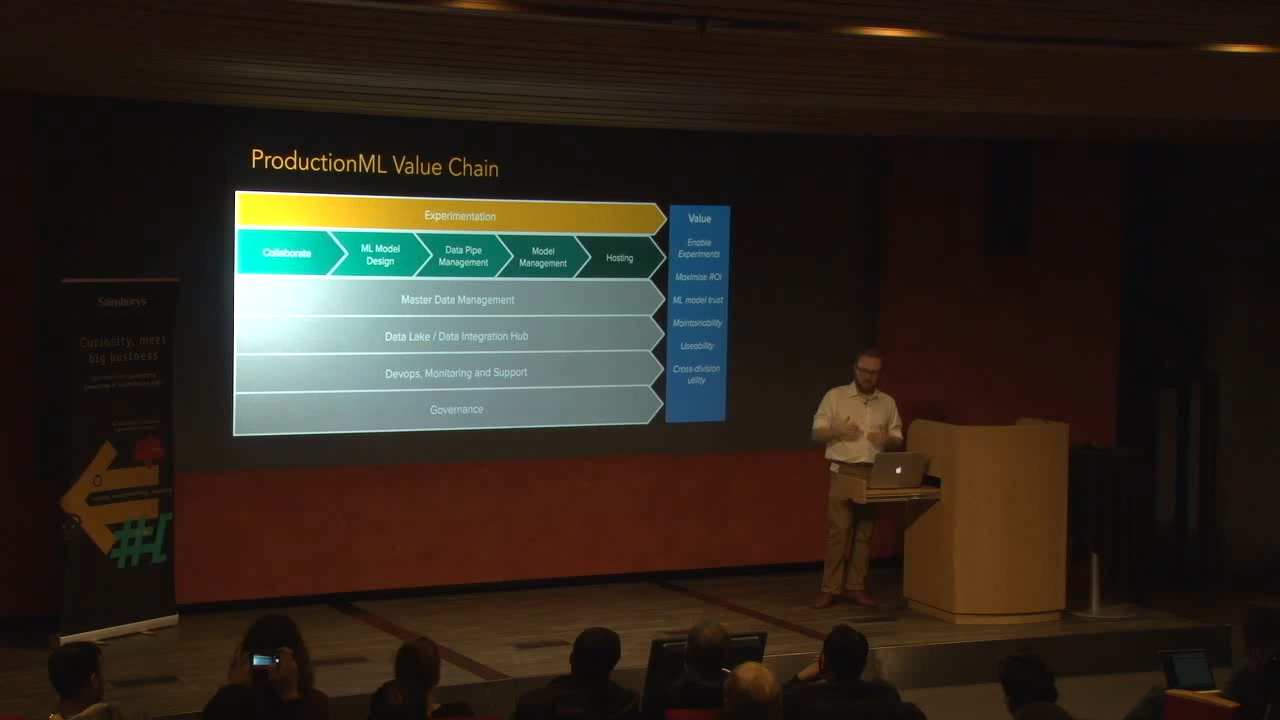 ProductionML Value Chain
Experimentation
Collaborate
ML Model
Design
Data Pipe
Management
Model
Management
Hosting
Master Data Management
Data Lake / Data Integration Hub
Devops, Monitoring and Support
Governance
Value
Enable
Experiments
Maximise ROI
ML model trust
Maintainability
Useability
Cross-division
utility
Sainsbury's
Curiosity, meet
big business